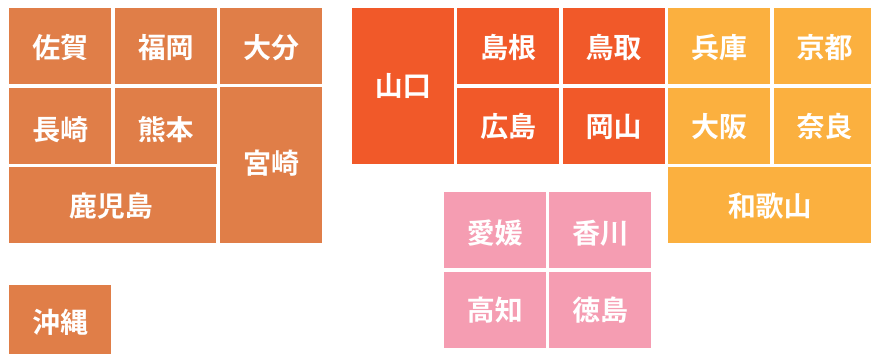 佐賀
福岡
大分
長崎
熊本
宮崎
鹿児島
沖縄
山口
島根
鳥取
広島
岡山
兵庫
京都
大阪
奈良
和歌山
愛媛
香川
高知
徳島